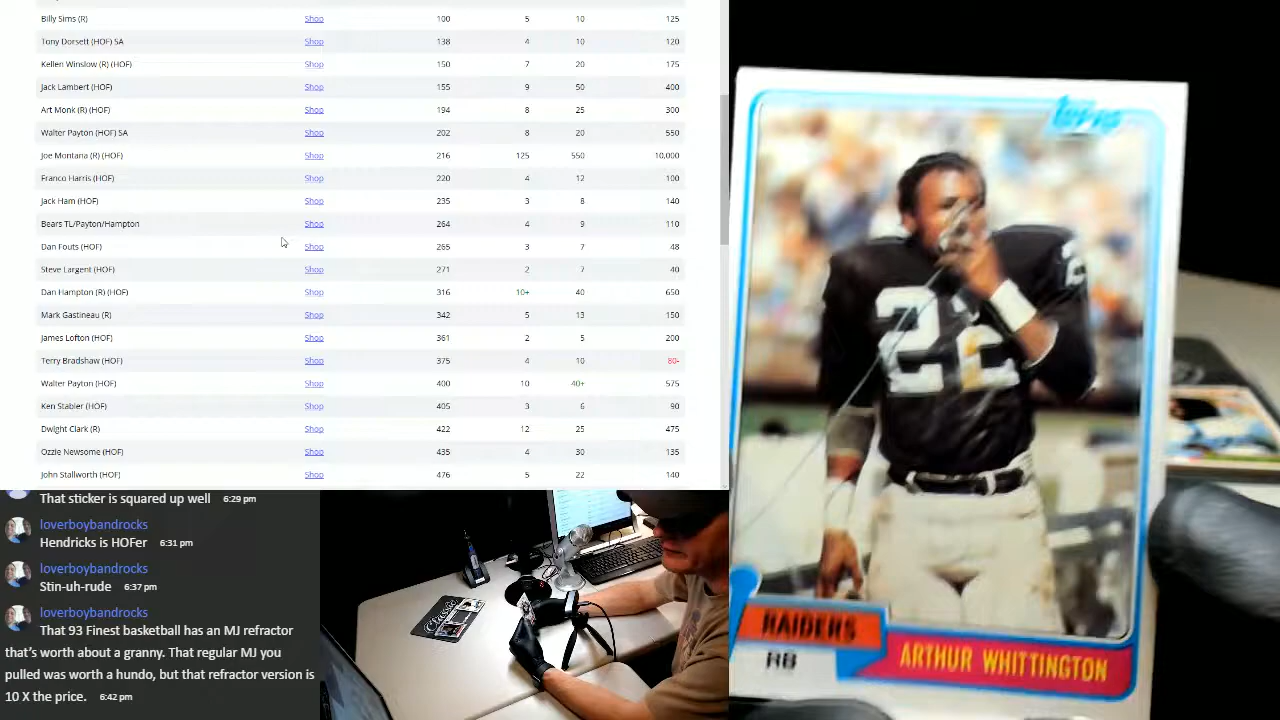 Billy Sims (R) Shop 100 5 10 125
Tony Dorsett (HOF) SA Shop 138 4 10 120
Kellen Winslow (R) (HOF) Shop 150 7 20 175
Jack Lambert (HOF) Shop 155 9 50 400
Art Monk (R) (HOF) Shop 194 8 25 300
Walter Payton (HOF) SA Shop 202 8 20 550
Joe Montana (R) (HOF) Shop 216 125 550 10,000
Franco Harris (HOF) Shop 220 4 12 100
Jack Ham (HOF) Shop 235 3 8 140
Bears TL/Payton/Hampton Shop 264 4 9 110
Dan Fouts (HOF) Shop 265 3 7 48
Steve Largent (HOF) Shop 271 2 7 40
Dan Hampton (R) (HOF) Shop 316 10+ 40 650
Mark Gastineau (R) Shop 342 5 13 150
James Lofton (HOF) Shop 361 2 5 200
Terry Bradshaw (HOF) Shop 375 4 10 80-
Walter Payton (HOF) Shop 400 10 40+ 575
Ken Stabler (HOF) Shop 405 3 6 90
Dwight Clark (R) Shop 422 12 25 475
Ozzie Newsome (HOF) Shop 435 4 30 135
John Stallworth (HOF) Shop 476 5 22 140
That sticker is squared up well 6:29 pm
loverboybandrocks
Hendricks is HOFer 6:31 pm
loverboybandrocks
Stin-uh-rude 6:37 pm
loverboybandrocks
That 93 Finest basketball has an MJ refractor
that's worth about a granny. That regular MJ you
pulled was worth a hundo, but that refractor version is
10 X the price. 6:42 pm
topps
22
2
RAIDERS
RB
ARTHUR WHITTINGTON